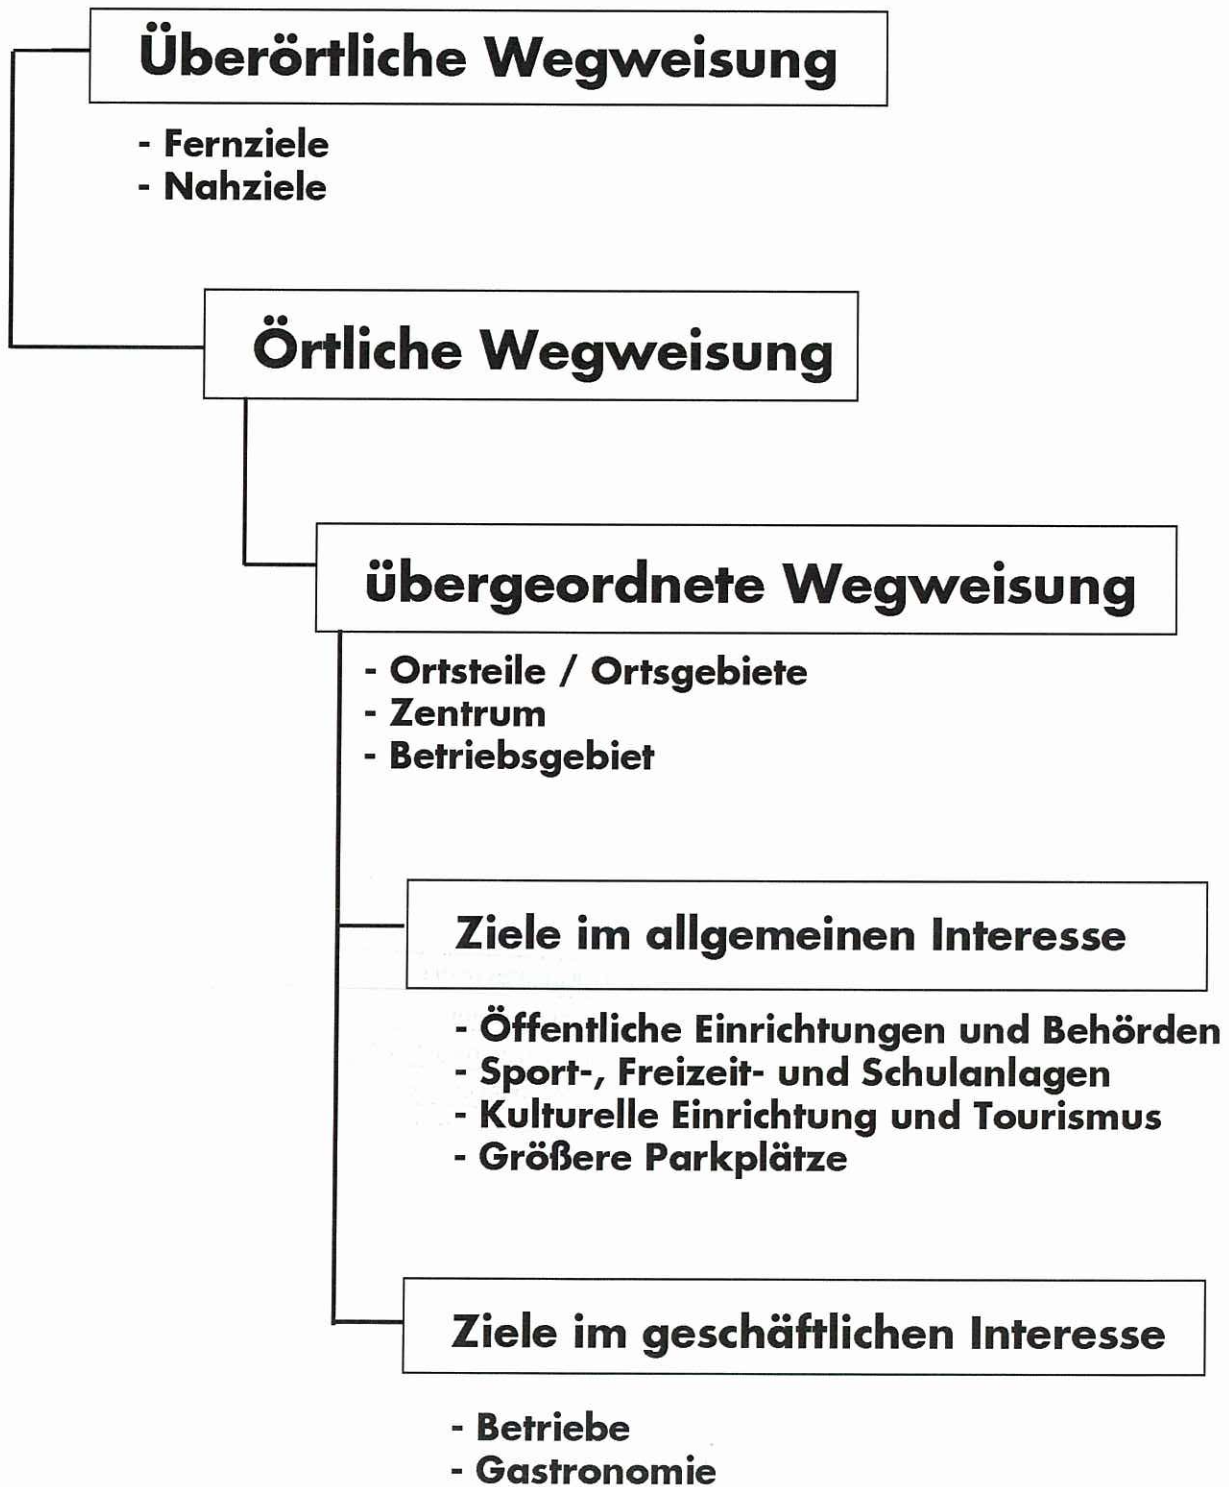 Überörtliche Wegweisung
- Fernziele
- Nahziele
Örtliche Wegweisung
übergeordnete Wegweisung
- Ortsteile / Ortsgebiete
- Zentrum
- Betriebsgebiet
Ziele im allgemeinen Interesse
- Öffentliche Einrichtungen und Behörden
- Sport-, Freizeit- und Schulanlagen
- Kulturelle Einrichtung und Tourismus
- Größere Parkplätze
Ziele im geschäftlichen Interesse
- Betriebe
- Gastronomie